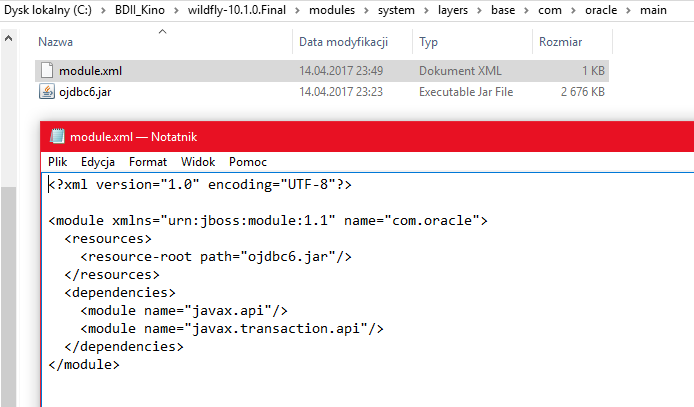 Dysk lokalny (C:) > BDII_Kino > wildfly-10.1.0.Final > modules > system > layers > base > com > oracle > main
Nazwa Data modyfikacji Typ Rozmiar
module.xml 14.04.2017 23:49 Dokument XML 1 KB
ojdbc6.jar 14.04.2017 23:23 Executable Jar File 2 676 KB
module.xml — Notatnik
Plik Edycja Format Widok Pomoc
<?xml version="1.0" encoding="UTF-8"?>
<module xmlns="urn:jboss:module:1.1" name="com.oracle">
<resources>
<resource-root path="ojdbc6.jar"/>
</resources>
<dependencies>
<module name="javax.api"/>
<module name="javax.transaction.api"/>
</dependencies>
</module>